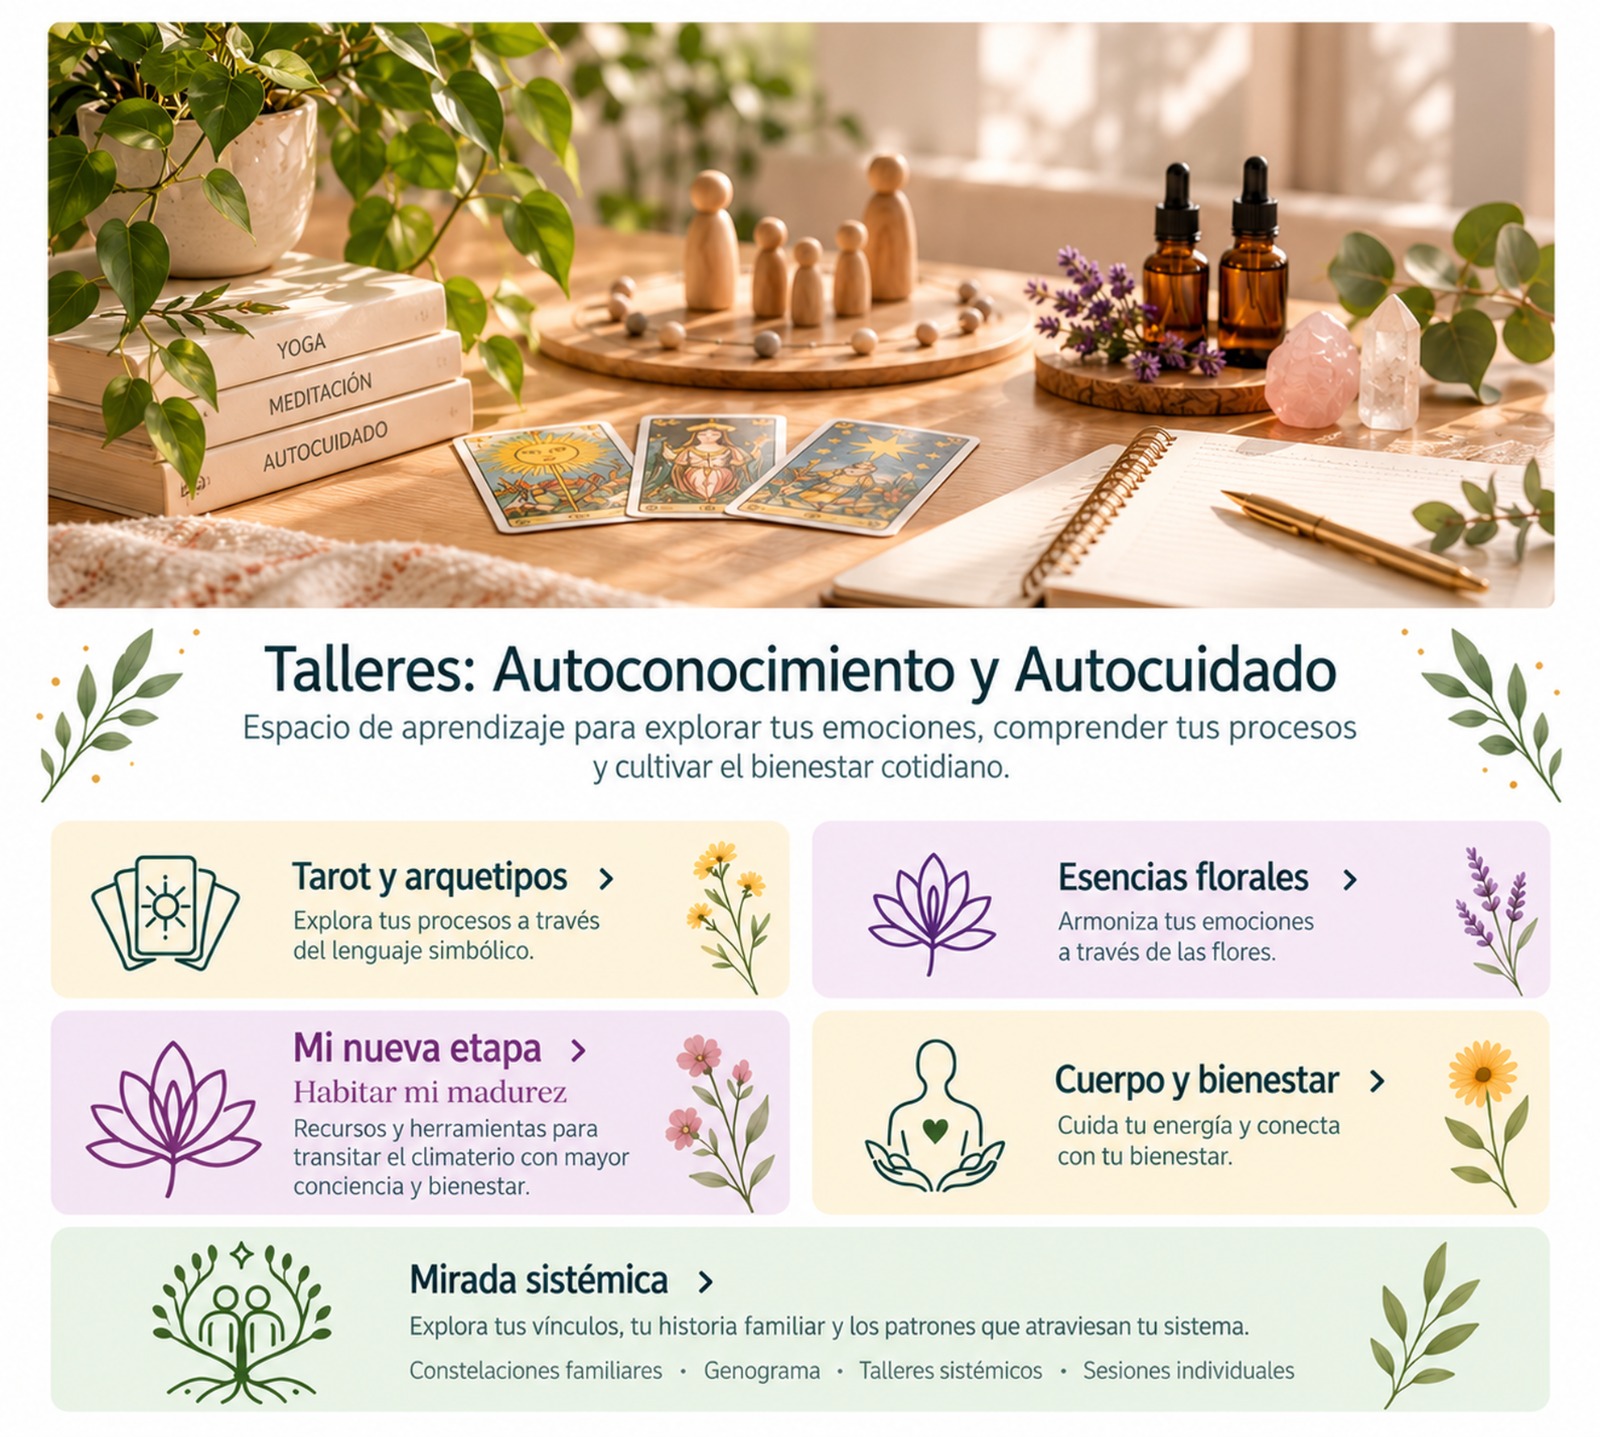 YOGA
MEDITACIÓN
AUTOCUIDADO
Talleres: Autoconocimiento y Autocuidado
Espacio de aprendizaje para explorar tus emociones, comprender tus procesos
y cultivar el bienestar cotidiano.
Tarot y arquetipos >
Explora tus procesos a través
del lenguaje simbólico.
Esencias florales >
Armoniza tus emociones
a través de las flores.
Mi nueva etapa >
Habitar mi madurez
Recursos y herramientas para
transitar el climaterio con mayor
conciencia y bienestar.
Cuerpo y bienestar >
Cuida tu energía y conecta
con tu bienestar.
Mirada sistémica >
Explora tus vínculos, tu historia familiar y los patrones que atraviesan tu sistema.
Constelaciones familiares • Genograma • Talleres sistémicos • Sesiones individuales